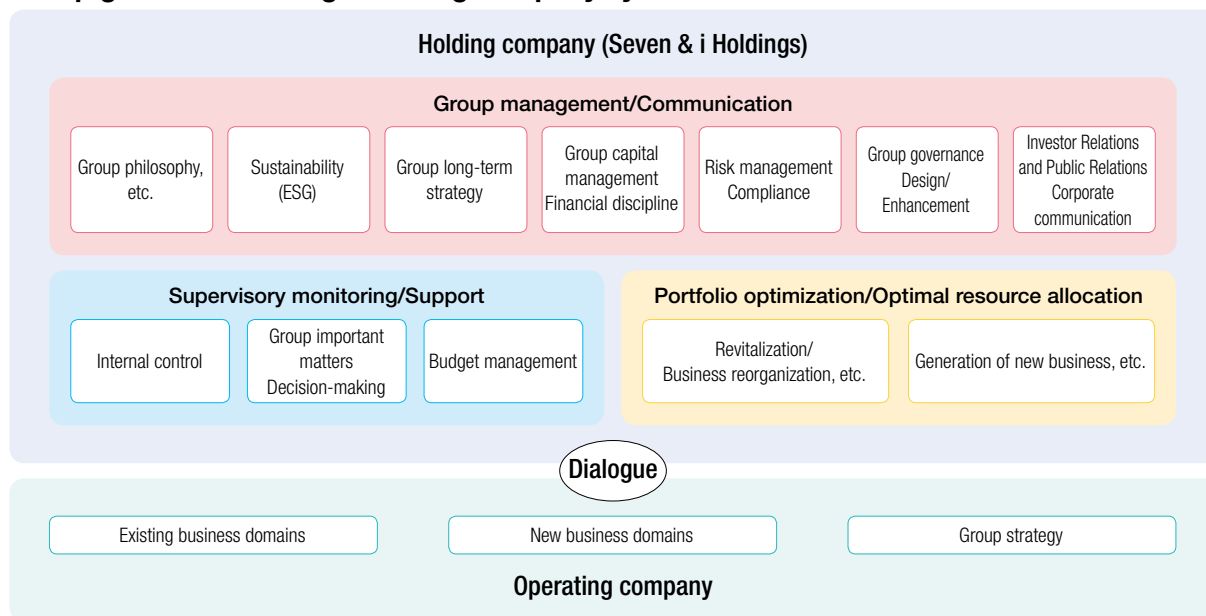 Holding company (Seven & i Holdings)
Group management/Communication
Group philosophy,
etc.
Sustainability
(ESG)
Group long-term
strategy
Group capital
management
Financial discipline
Risk management
Compliance
Group governance
Design/
Enhancement
Investor Relations
and Public Relations
Corporate
communication
Supervisory monitoring/Support
Internal control
Group important
matters
Decision-making
Budget management
Portfolio optimization/Optimal resource allocation
Revitalization/
Business reorganization, etc.
Generation of new business, etc.
Dialogue
Existing business domains
New business domains
Group strategy
Operating company